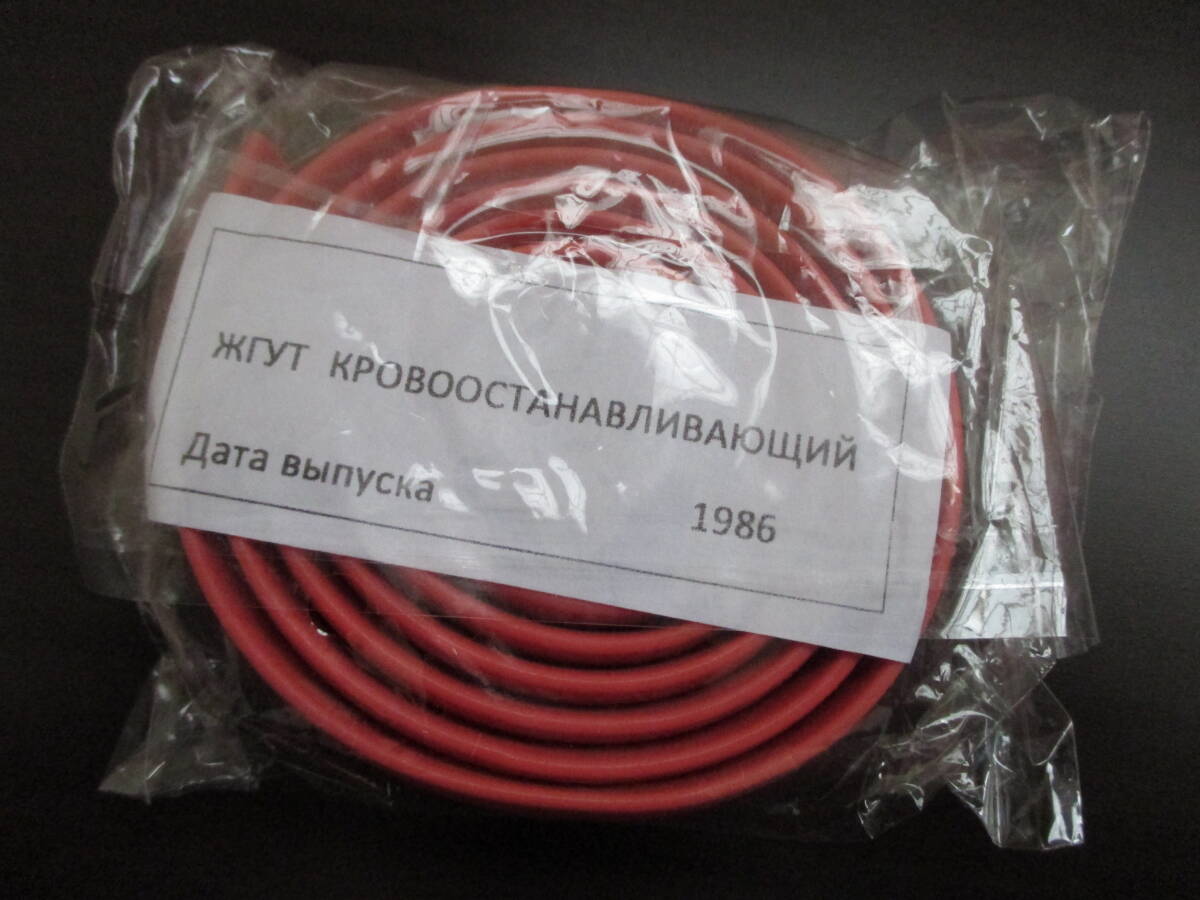 ЖГУТ КРОВООСТАНАВЛИВАЮЩИЙ
Дата выпуска 1986